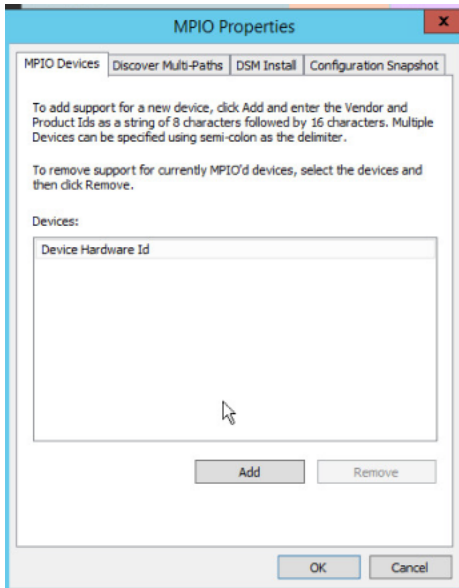 MPIO Properties
x
MPIO Devices Discover Multi-Paths DSM Install Configuration Snapshot
To add support for a new device, click Add and enter the Vendor and
Product Ids as a string of 8 characters followed by 16 characters. Multiple
Devices can be specified using semi-colon as the delimiter.
To remove support for currently MPIO'd devices, select the devices and
then click Remove.
Devices:
Device Hardware Id
Add Remove
OK Cancel